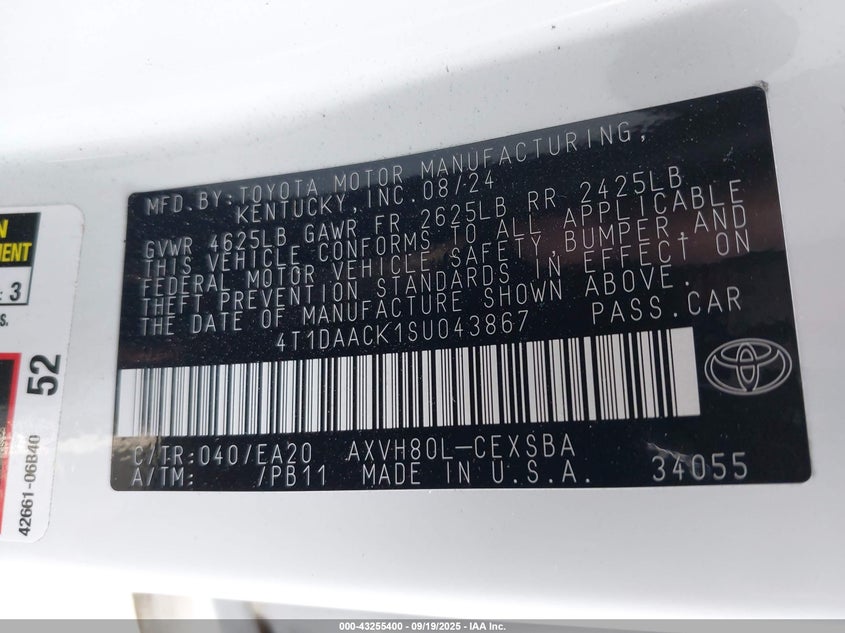 MFD. BY: TOYOTA MOTOR MANUFACTURING,
KENTUCKY, INC. 08/24
GVWR 4625LB GAWR FR 2625LB RR 2425LB
THIS VEHICLE CONFORMS TO ALL APPLICABLE
FEDERAL MOTOR VEHICLE SAFETY, BUMPER, AND
THEFT PREVENTION STANDARDS IN EFFECT ON
THE DATE OF MANUFACTURE SHOWN ABOVE.
4T1DAACK1SU043867 PASS. CAR
C/TR: 040/EA20 AXVH80L-CEXSBA
A/TM: /PB11 MADE IN U.S.A. 34055
N
MENT
: 3
S.
52
42661-06B40
000-43255400 - 09/19/2025 - IAA Inc.